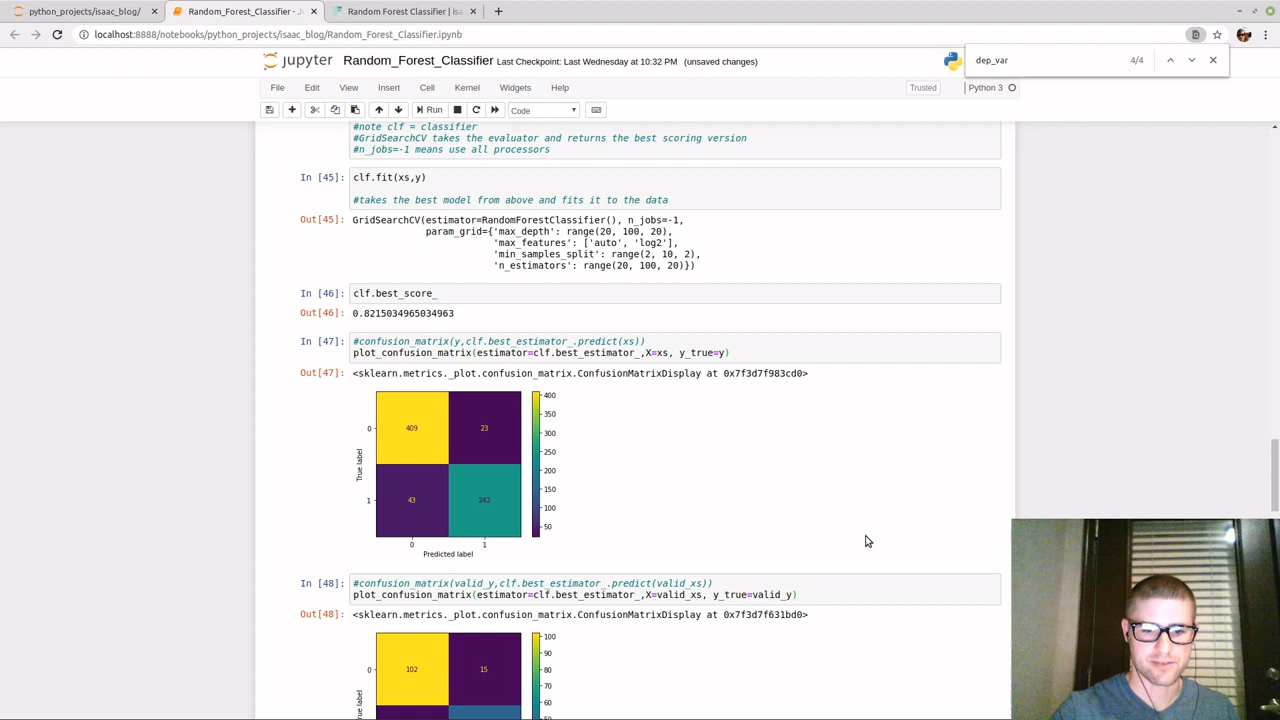 python_projects/isaac_blog/
Random_Forest_Classifier - J
Random Forest Classifier | Isa
localhost:8888/notebooks/python_projects/isaac_blog/Random_Forest_Classifier.ipynb
dep_var 4/4
jupyter Random_Forest_Classifier Last Checkpoint: Last Wednesday at 10:32 PM (unsaved changes)
File Edit View Insert Cell Kernel Widgets Help Trusted Python 3
Run Code
#note clf = classifier
#GridSearchCV takes the evaluator and returns the best scoring version
#n_jobs=-1 means use all processors
In [45]: clf.fit(xs,y)
#takes the best model from above and fits it to the data
Out[45]: GridSearchCV(estimator=RandomForestClassifier(), n_jobs=-1,
param_grid={'max_depth': range(20, 100, 20),
'max_features': ['auto', 'log2'],
'min_samples_split': range(2, 10, 2),
'n_estimators': range(20, 100, 20)})
In [46]: clf.best_score_
Out[46]: 0.8215034965034963
In [47]: #confusion_matrix(y,clf.best_estimator_.predict(xs))
plot_confusion_matrix(estimator=clf.best_estimator_,X=xs, y_true=y)
Out[47]: <sklearn.metrics._plot.confusion_matrix.ConfusionMatrixDisplay at 0x7f3d7f983cd0>
400
350
300
250
200
150
100
50
0 409 23
True label
1 43 242
0 1
Predicted label
In [48]: #confusion_matrix(valid_y,clf.best_estimator_.predict(valid_xs))
plot_confusion_matrix(estimator=clf.best_estimator_,X=valid_xs, y_true=valid_y)
Out[48]: <sklearn.metrics._plot.confusion_matrix.ConfusionMatrixDisplay at 0x7f3d7f631bd0>
100
90
80
70
60
0 102 15